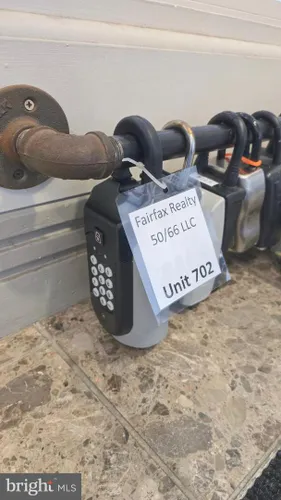 Fairfax Realty
50/66 LLC
Unit 702
bright MLS